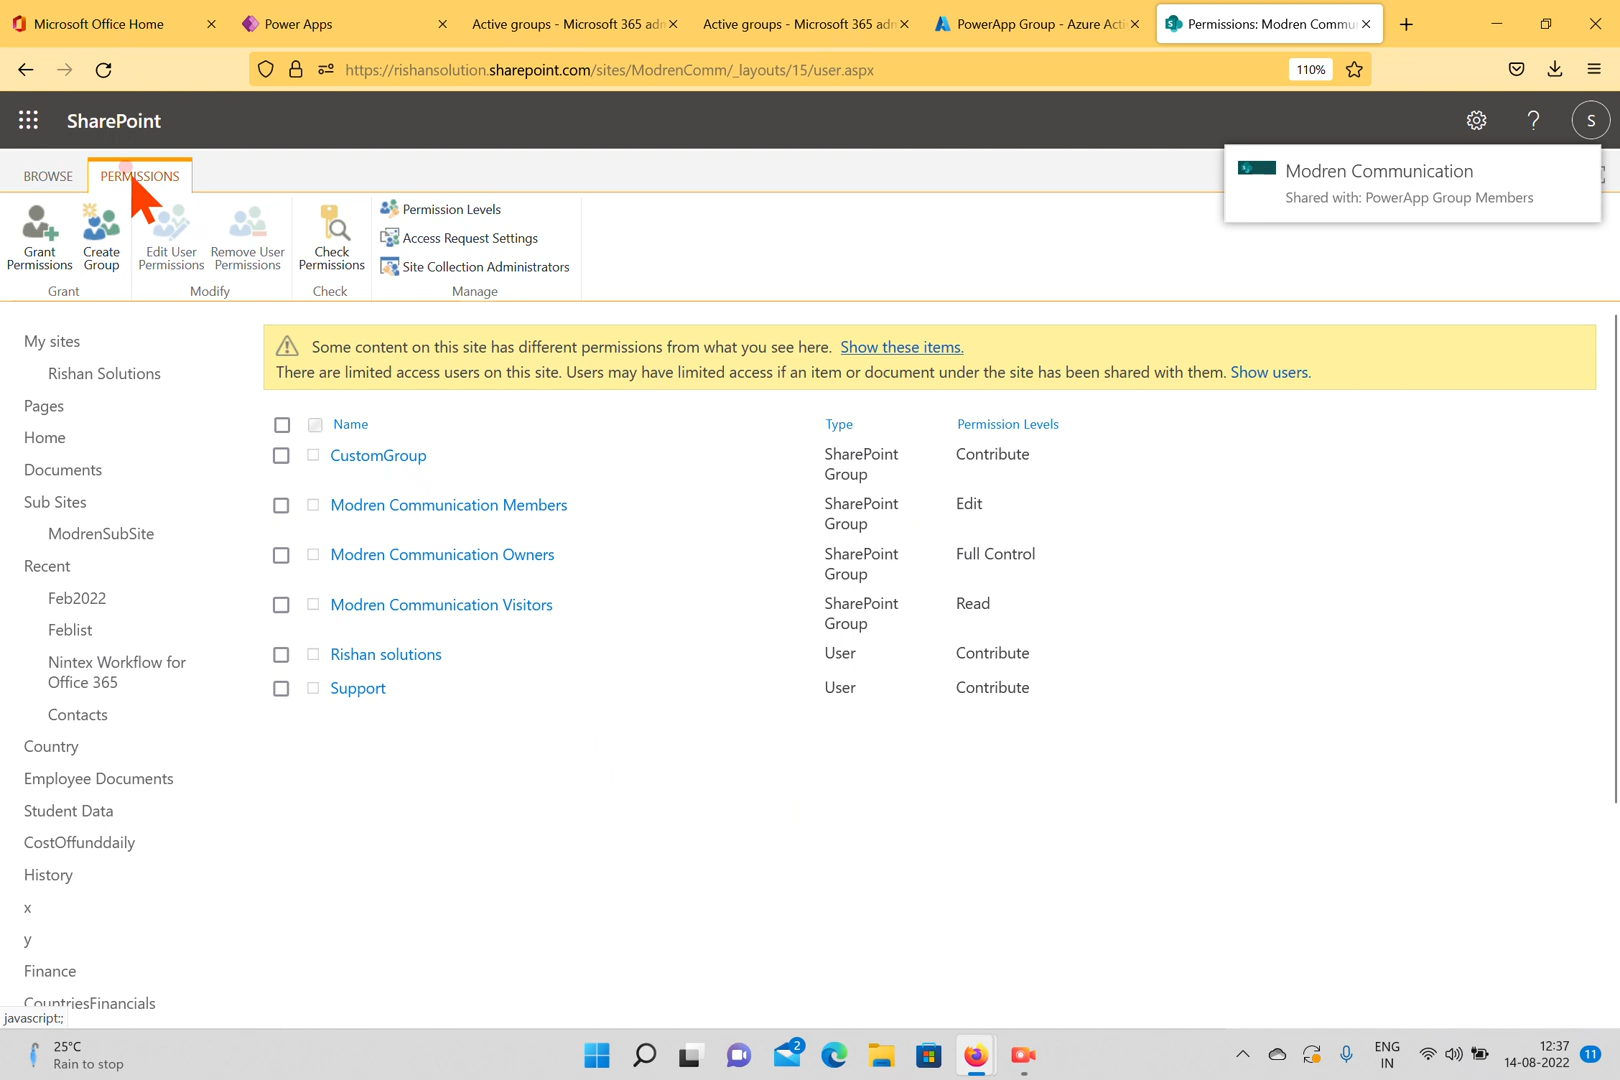 Microsoft Office Home
Power Apps
Active groups - Microsoft 365 adn
Active groups - Microsoft 365 adn
PowerApp Group - Azure Acti
Permissions: Modren Commu
https://rishansolution.sharepoint.com/sites/ModrenComm/_layouts/15/user.aspx
110%
SharePoint
S
BROWSE
PERMISSIONS
Modren Communication
Shared with: PowerApp Group Members
Grant Permissions
Create Group
Edit User Permissions
Remove User Permissions
Check Permissions
Permission Levels
Access Request Settings
Site Collection Administrators
Grant
Modify
Check
Manage
My sites
Rishan Solutions
Pages
Home
Documents
Sub Sites
ModrenSubSite
Recent
Feb2022
Feblist
Nintex Workflow for
Office 365
Contacts
Country
Employee Documents
Student Data
CostOffunddaily
History
x
y
Finance
CountriesFinancials
Some content on this site has different permissions from what you see here. Show these items.
There are limited access users on this site. Users may have limited access if an item or document under the site has been shared with them. Show users.
Name Type Permission Levels
CustomGroup SharePoint Group Contribute
Modren Communication Members SharePoint Group Edit
Modren Communication Owners SharePoint Group Full Control
Modren Communication Visitors SharePoint Group Read
Rishan solutions User Contribute
Support User Contribute
javascript:;
25°C
Rain to stop
2
ENG
IN
12:37
14-08-2022
11